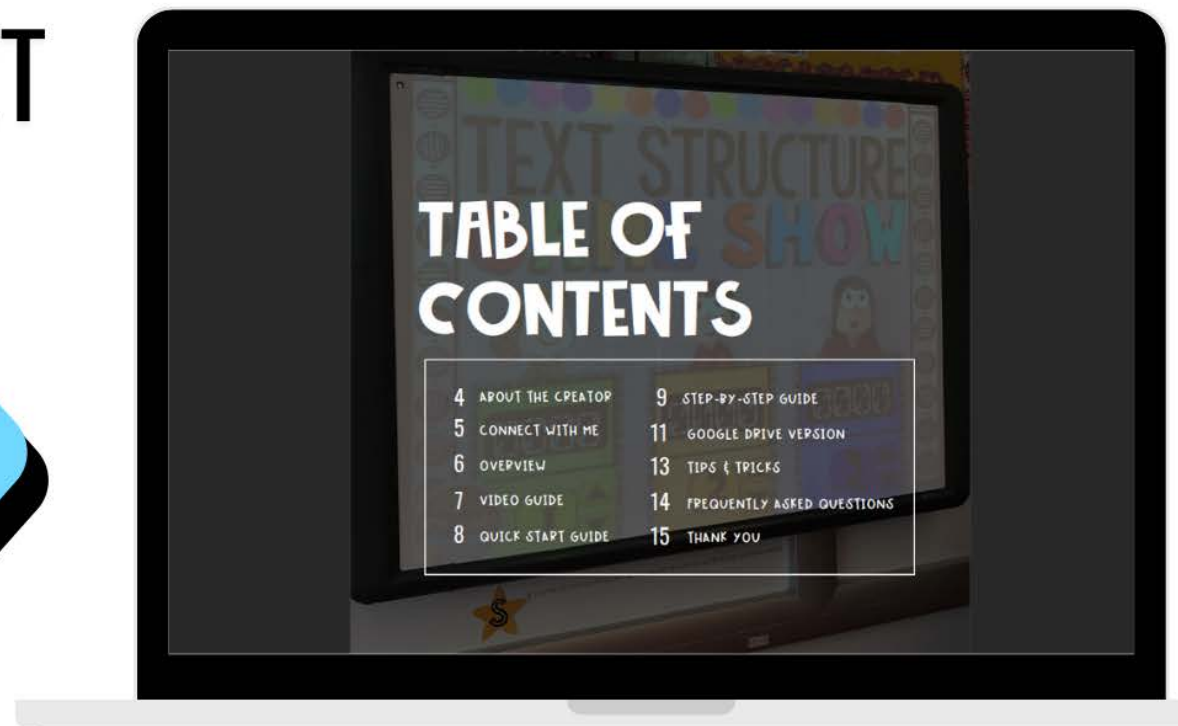 T
TEXT STRUCTURE
GAME SHOW
TABLE OF
CONTENTS
4 ABOUT THE CREATOR
5 CONNECT WITH ME
6 OVERVIEW
7 VIDEO GUIDE
8 QUICK START GUIDE
9 STEP-BY-STEP GUIDE
11 GOOGLE DRIVE VERSION
13 TIPS & TRICKS
14 FREQUENTLY ASKED QUESTIONS
15 THANK YOU
S